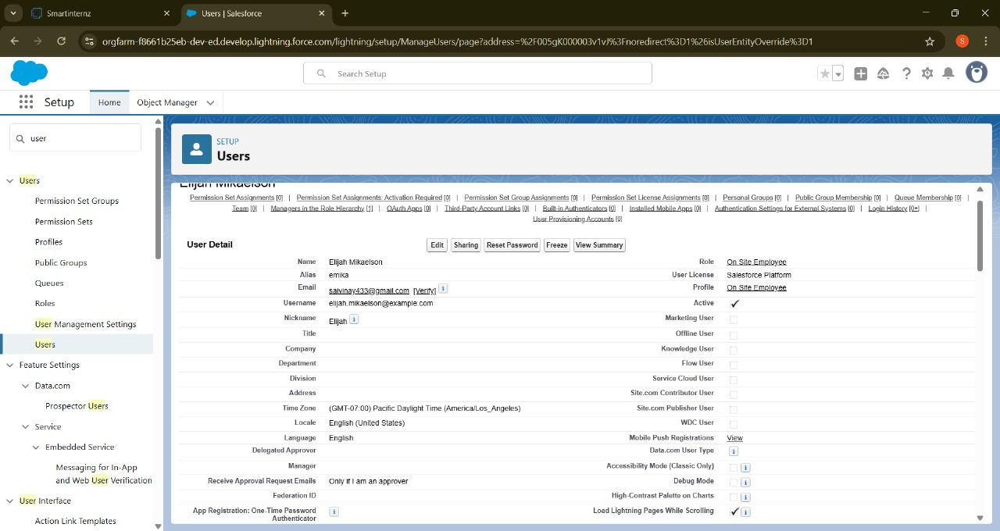 Smartinternz
Users | Salesforce
orgfarm-f8661b25eb-dev-ed.develop.lightning.force.com/lightning/setup/ManageUsers/page?address=%2F005gK000003v1vJ%3Fnoredirect%3D1%26isUserEntityOverride%3D1
S
Search Setup
Setup Home Object Manager
user
Users
Permission Set Groups
Permission Sets
Profiles
Public Groups
Queues
Roles
User Management Settings
Users
Feature Settings
Data.com
Prospector Users
Service
Embedded Service
Messaging for In-App
and Web User Verification
User Interface
Action Link Templates
SETUP
Users
Elijah Mikaelson
Permission Set Assignments [0] | Permission Set Assignments: Activation Required [0] | Permission Set Group Assignments [0] | Permission Set License Assignments [0] | Personal Groups [0] | Public Group Membership [0] | Queue Membership [0] |
Team [0] | Managers in the Role Hierarchy [1] | OAuth Apps [0] | Third-Party Account Links [0] | Built-in Authenticators [0] | Installed Mobile Apps [0] | Authentication Settings for External Systems [0] | Login History [0+] |
User Provisioning Accounts [0]
User Detail Edit Sharing Reset Password Freeze View Summary
Name Elijah Mikaelson Role On Site Employee
Alias emika User License Salesforce Platform
Email saivinay433@gmail.com [Verify] i Profile On Site Employee
Username elijah.mikaelson@example.com Active
Nickname Elijah i Marketing User
Title Offline User
Company Knowledge User
Department Flow User
Division Service Cloud User
Address Site.com Contributor User
Time Zone (GMT-07:00) Pacific Daylight Time (America/Los_Angeles) Site.com Publisher User
Locale English (United States) WDC User
Language English Mobile Push Registrations View
Delegated Approver Data.com User Type i
Manager Accessibility Mode (Classic Only) i
Receive Approval Request Emails Only if I am an approver Debug Mode i
Federation ID High-Contrast Palette on Charts i
App Registration: One-Time Password i Load Lightning Pages While Scrolling i
Authenticator